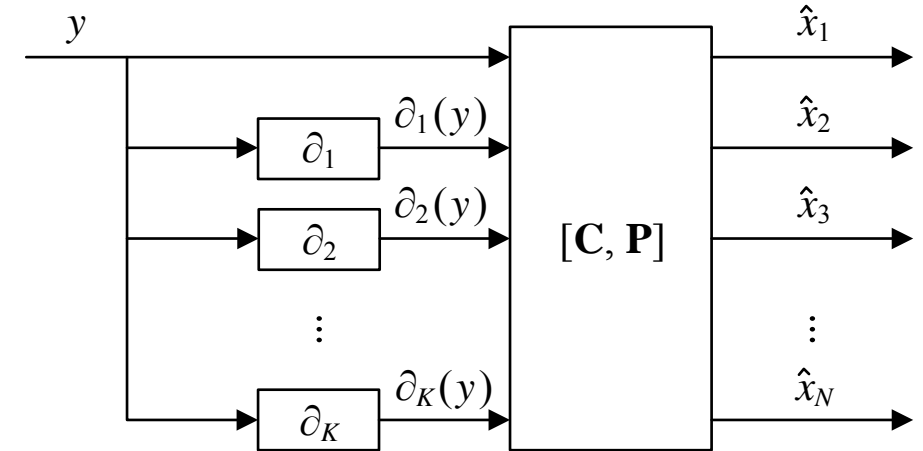 y x̂₁
∂₁(y) x̂₂
∂₁
∂₂(y) x̂₃
∂₂ [C, P]
⋮ ⋮
∂_K(y) x̂_N
∂_K